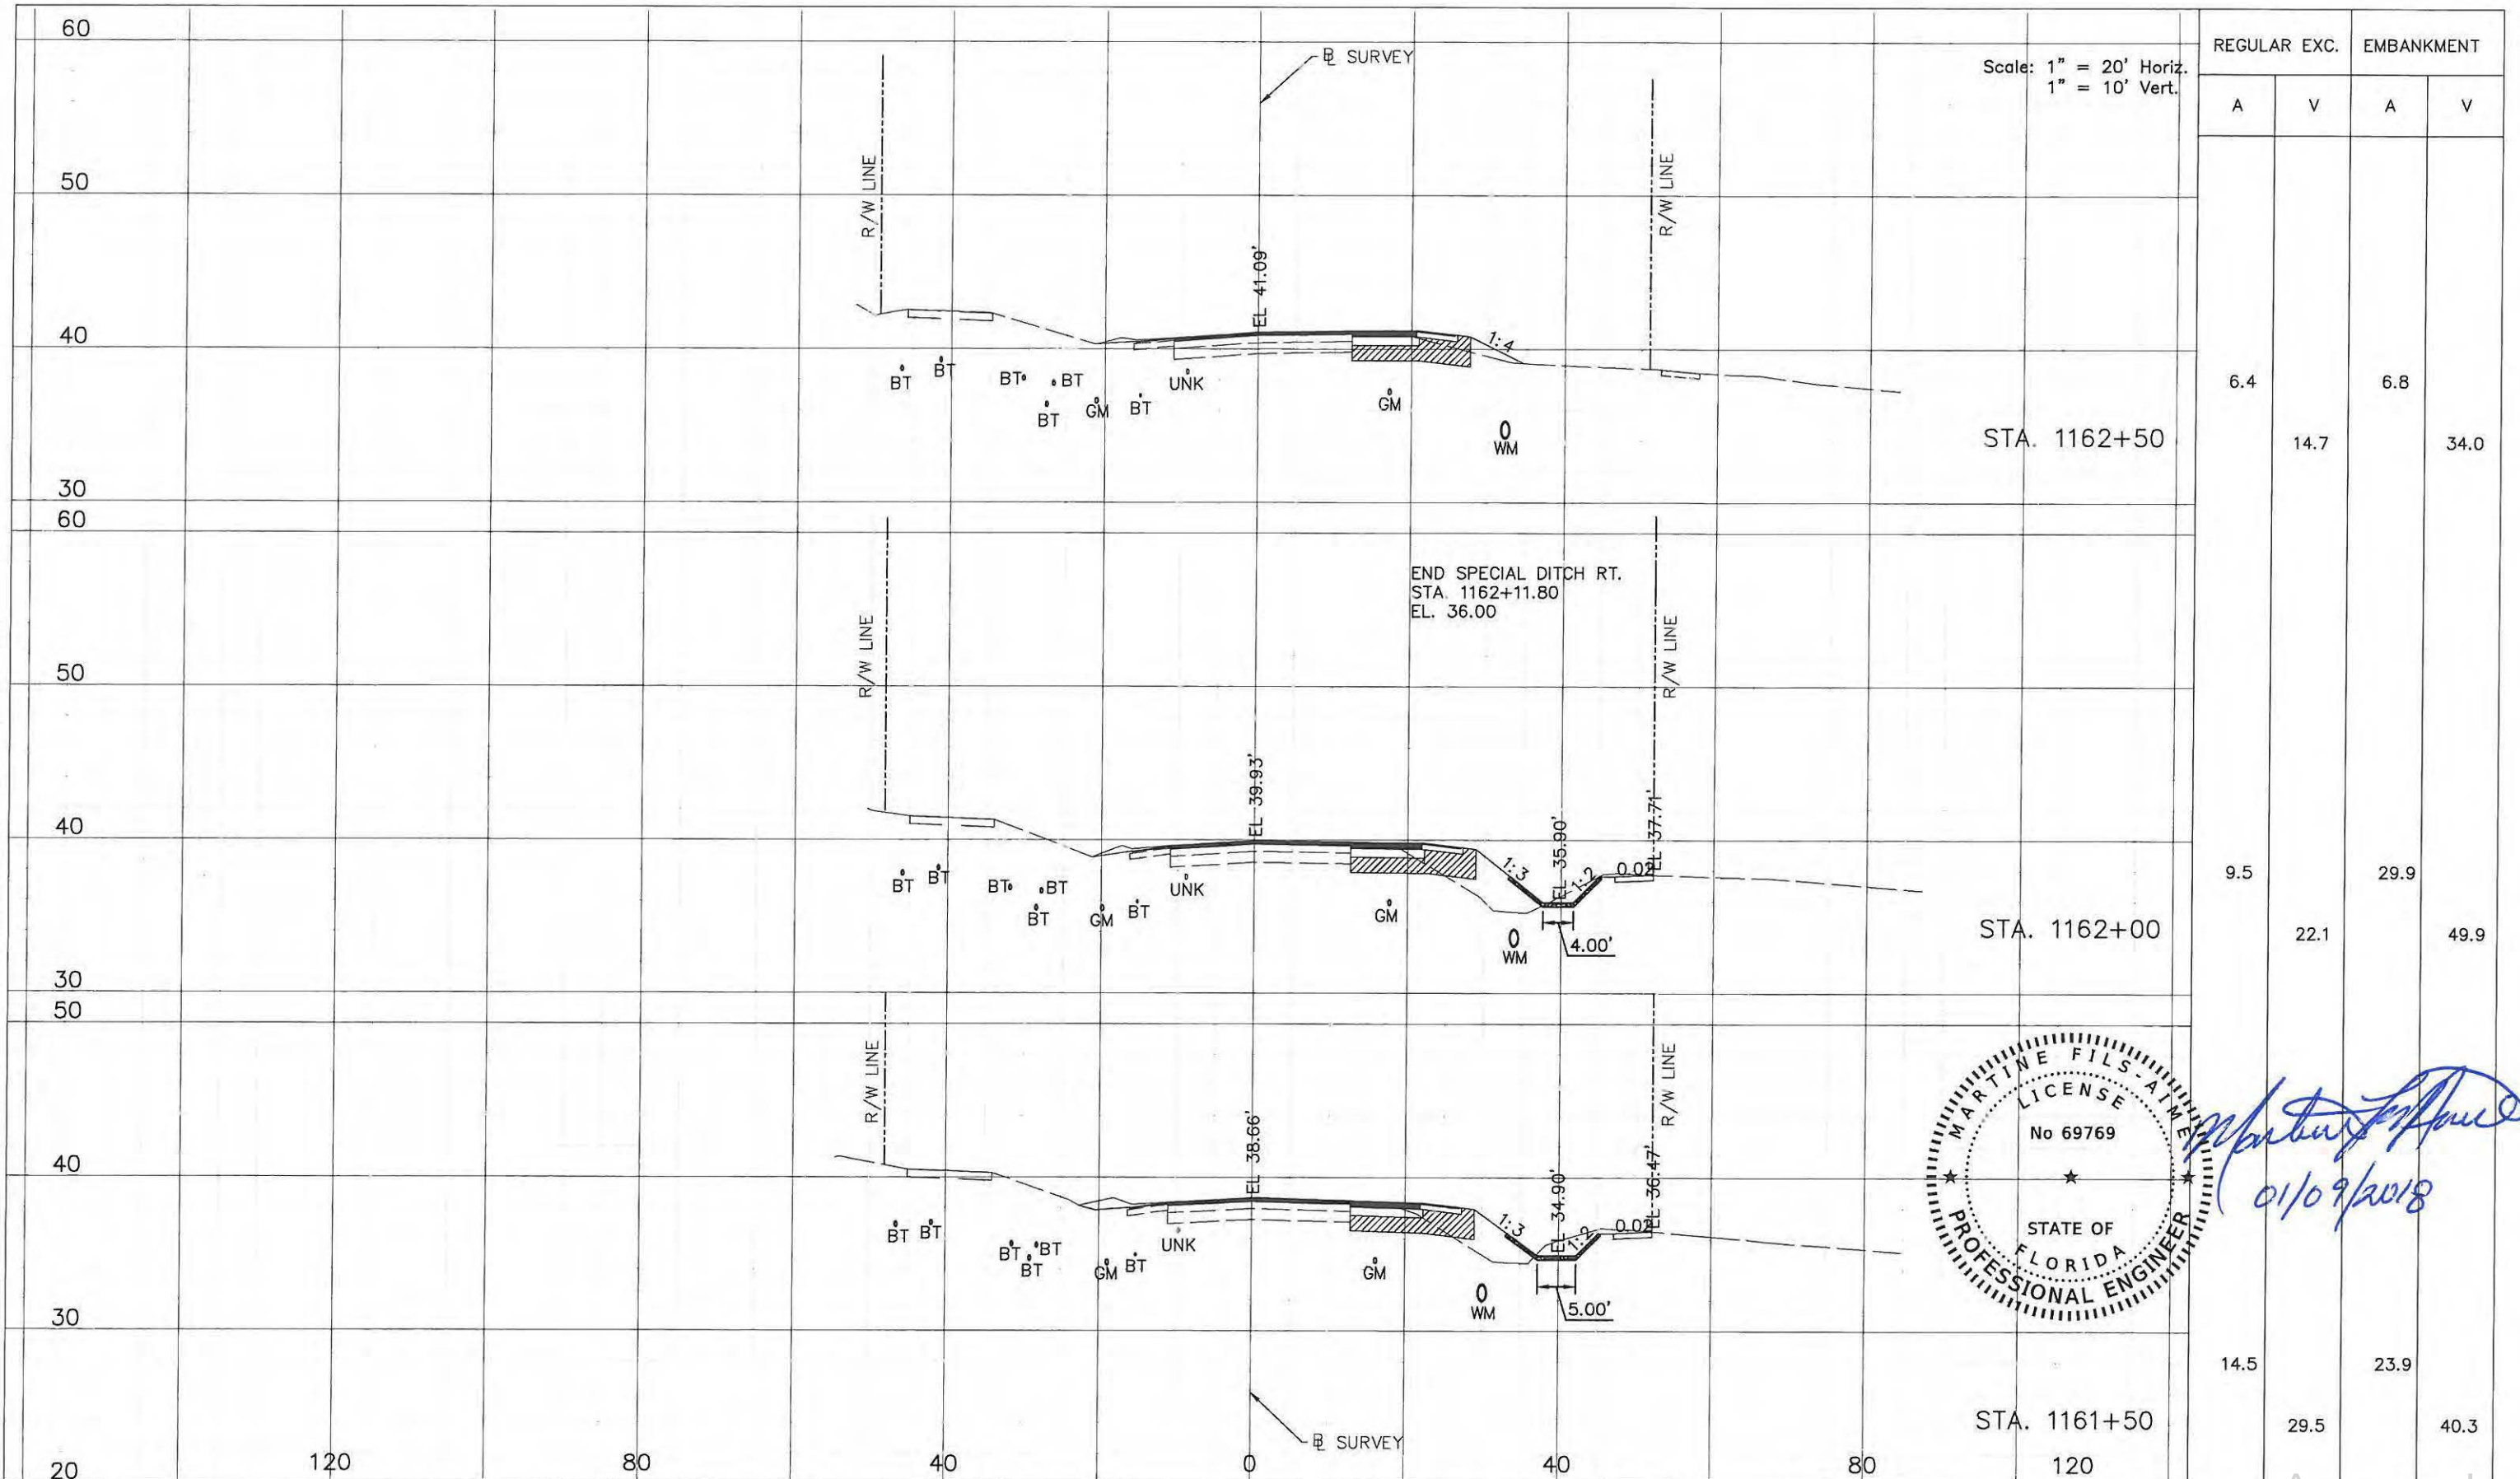 60
℄ SURVEY
Scale: 1" = 20' Horiz.
1" = 10' Vert.
REGULAR EXC. EMBANKMENT
A V A V
R/W LINE
R/W LINE
50
EL 41.09'
40
1:4
BT BT BT BT BT GM BT UNK GM WM
6.4 6.8
STA. 1162+50
14.7 34.0
30
60
END SPECIAL DITCH RT.
STA. 1162+11.80
EL. 36.00
R/W LINE
R/W LINE
50
EL 39.93'
40
1:3
EL 35.90'
1:2
0.02
EL 37.71'
BT BT BT BT BT GM BT UNK GM WM
4.00'
9.5 29.9
STA. 1162+00
22.1 49.9
30
50
R/W LINE
R/W LINE
EL 38.66'
40
1:3
EL 34.90'
1:2
0.02
EL 36.47'
BT BT BT BT BT GM BT UNK GM WM
5.00'
MARTINE FILS-AIME
LICENSE
No 69769
STATE OF
FLORIDA
PROFESSIONAL ENGINEER
01/09/2018
30
14.5 23.9
STA. 1161+50
29.5 40.3
℄ SURVEY
20 120 80 40 0 40 80 120